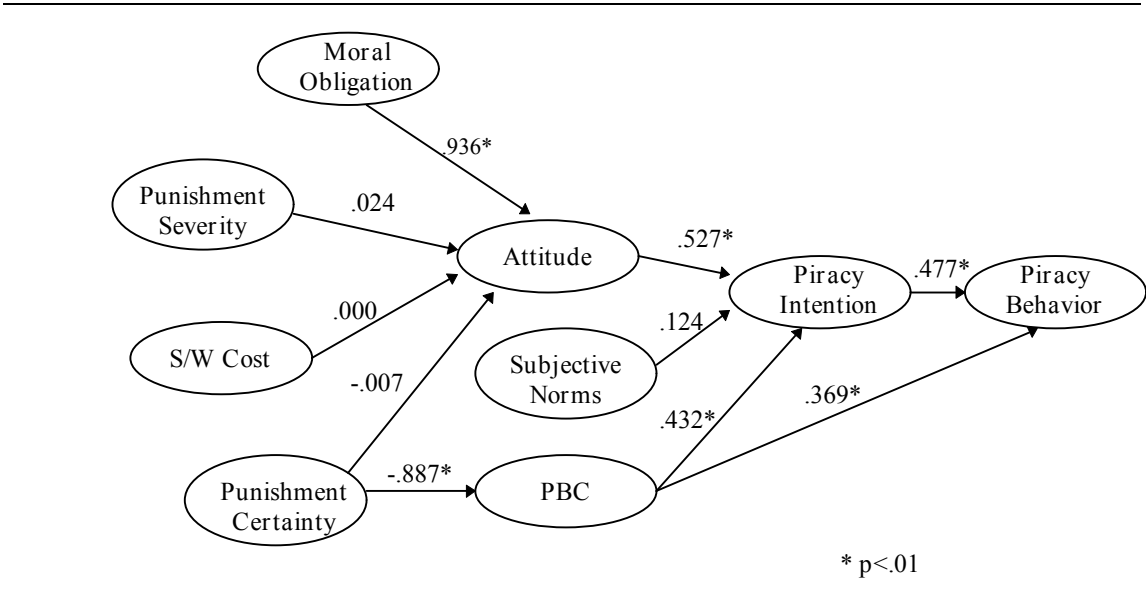 Moral
Obligation
.936*
Punishment
Severity
.024
Attitude
.527*
Piracy
Intention
.477*
Piracy
Behavior
.000
S/W Cost
.124
Subjective
Norms
-.007
.432*
.369*
-.887*
Punishment
Certainty
PBC
* p<.01